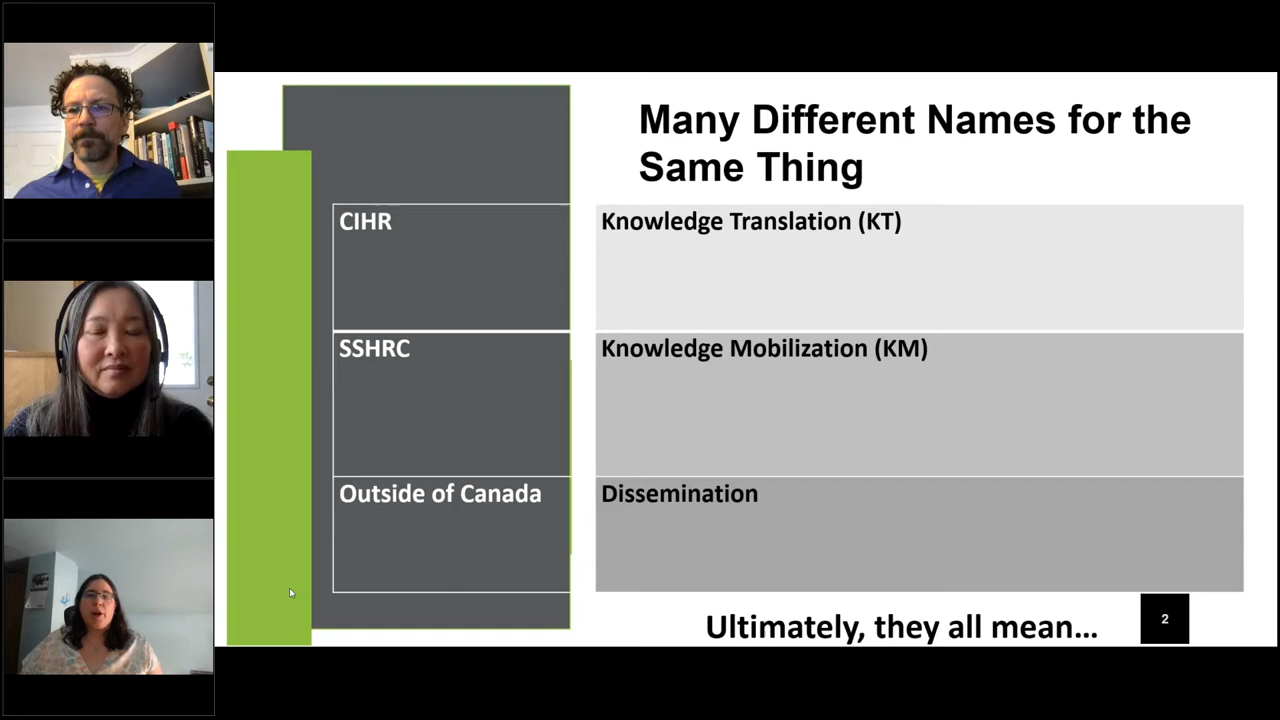 Many Different Names for the
Same Thing
CIHR
Knowledge Translation (KT)
SSHRC
Knowledge Mobilization (KM)
Outside of Canada
Dissemination
Ultimately, they all mean...
2